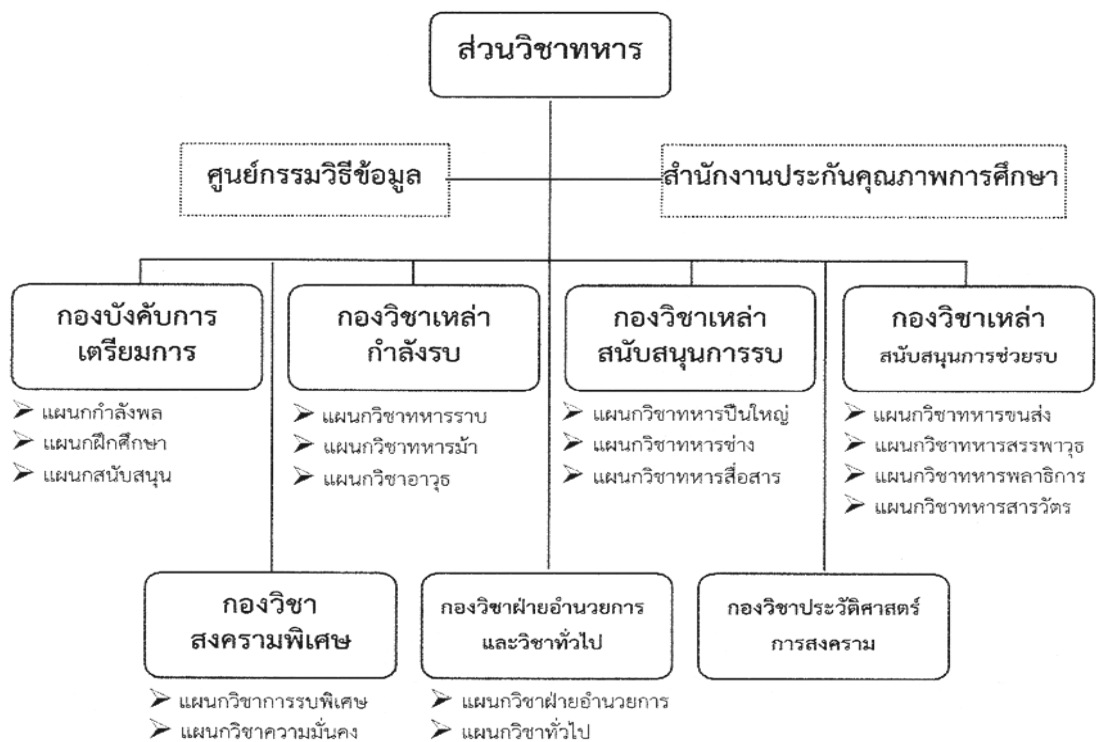 ส่วนวิชาทหาร
ศูนย์กรรมวิธีข้อมูล
สำนักงานประกันคุณภาพการศึกษา
กองบังคับการ
เตรียมการ
➢ แผนกกำลังพล
➢ แผนกฝึกศึกษา
➢ แผนกสนับสนุน
กองวิชาเหล่า
กำลังรบ
➢ แผนกวิชาทหารราบ
➢ แผนกวิชาทหารม้า
➢ แผนกวิชาอาวุธ
กองวิชาเหล่า
สนับสนุนการรบ
➢ แผนกวิชาทหารปืนใหญ่
➢ แผนกวิชาทหารช่าง
➢ แผนกวิชาทหารสื่อสาร
กองวิชาเหล่า
สนับสนุนการช่วยรบ
➢ แผนกวิชาทหารขนส่ง
➢ แผนกวิชาทหารสรรพาวุธ
➢ แผนกวิชาทหารพลาธิการ
➢ แผนกวิชาทหารสารวัตร
กองวิชา
สงครามพิเศษ
➢ แผนกวิชาการรบพิเศษ
➢ แผนกวิชาความมั่นคง
กองวิชาฝ่ายอำนวยการ
และวิชาทั่วไป
➢ แผนกวิชาฝ่ายอำนวยการ
➢ แผนกวิชาทั่วไป
กองวิชาประวัติศาสตร์
การสงคราม